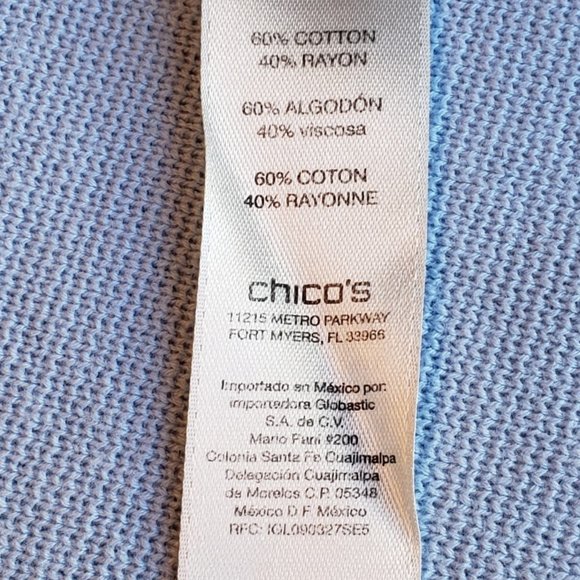 60% COTTON
40% RAYON
60% ALGODÓN
40% viscosa
60% COTON
40% RAYONNE
chico's
11215 METRO PARKWAY
FORT MYERS, FL 33966
Importado en México por:
Importadora Globastic
S.A. de C.V.
Mario Pani #200
Colonia Santa Fe Cuajimalpa
Delegación Cuajimalpa
de Morelos C.P. 05348
México D.F. México
RFC: IGL090327SE5